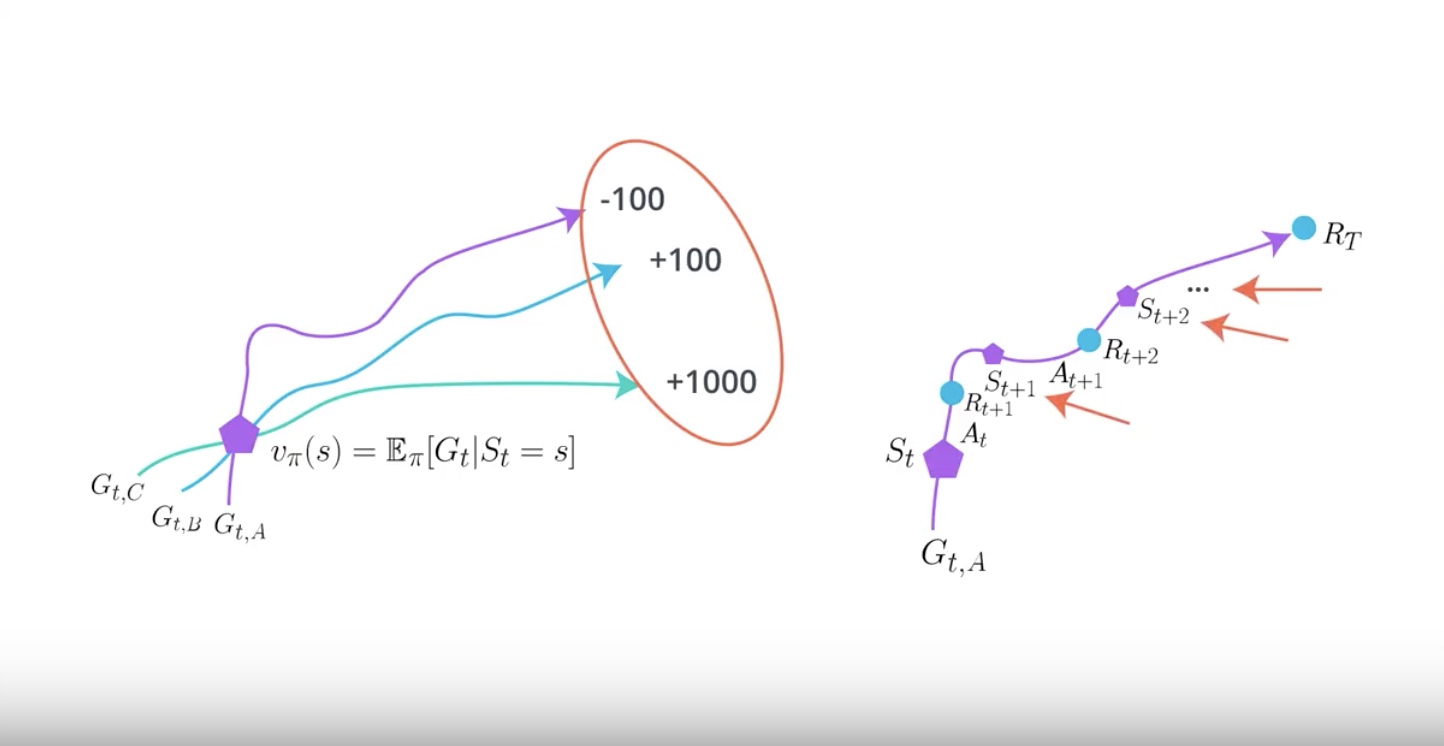 -100
+100
+1000
$v_\pi(s) = \mathbb{E}_\pi[G_t|S_t = s]$
$G_{t,C}$
$G_{t,B}$ $G_{t,A}$
$R_T$
...
$S_{t+2}$
$R_{t+2}$
$S_{t+1}$ $A_{t+1}$
$R_{t+1}$
$A_t$
$S_t$
$G_{t,A}$